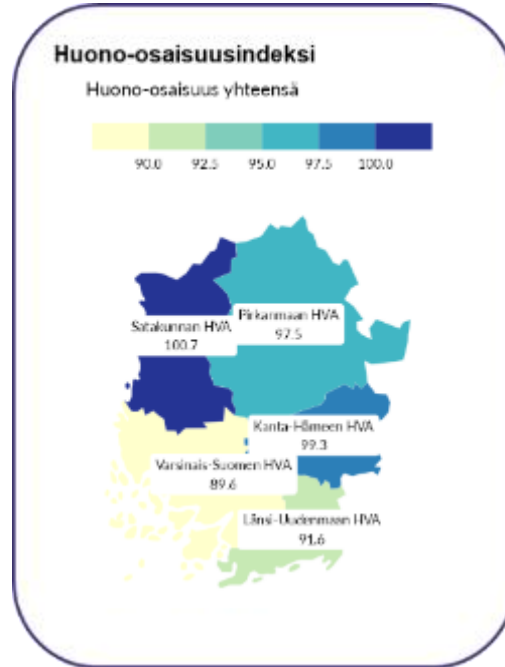 Huono-osaisuusindeksi
Huono-osaisuus yhteensä
90.0 92.5 95.0 97.5 100.0
Pirkanmaan HVA
97.5
Satakunnan HVA
100.7
Kanta-Hämeen HVA
99.3
Varsinais-Suomen HVA
89.6
Länsi-Uudenmaan HVA
91.6